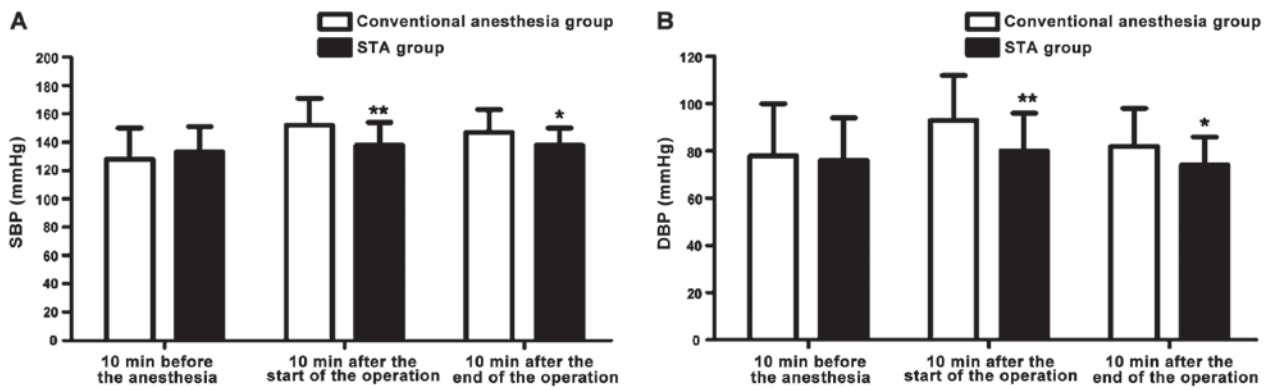 A
Conventional anesthesia group
STA group
SBP (mmHg)
200
180
160
140
120
100
80
60
40
20
0
**
*
10 min before
the anesthesia
10 min after the
start of the operation
10 min after the
end of the operation
B
Conventional anesthesia group
STA group
DBP (mmHg)
120
100
80
60
40
20
0
**
*
10 min before
the anesthesia
10 min after the
start of the operation
10 min after the
end of the operation